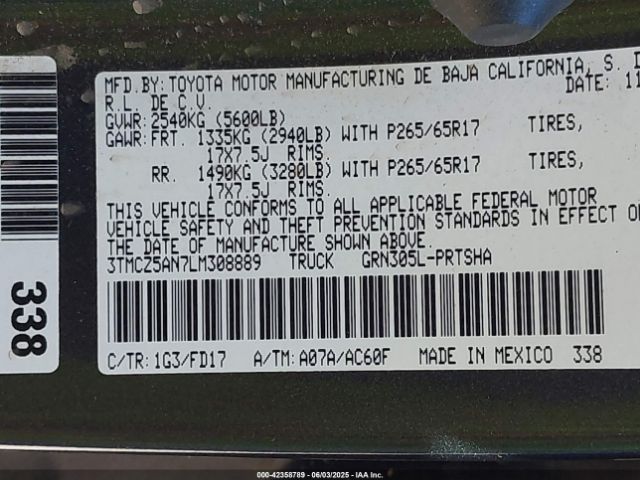 MFD.BY: TOYOTA MOTOR MANUFACTURING DE BAJA CALIFORNIA, S. D
R.L. DE C.V. DATE: 11
GVWR: 2540KG (5600LB)
GAWR: FRT. 1335KG (2940LB) WITH P265/65R17 TIRES,
17X7.5J RIMS.
RR. 1490KG (3280LB) WITH P265/65R17 TIRES,
17X7.5J RIMS.
THIS VEHICLE CONFORMS TO ALL APPLICABLE FEDERAL MOTOR
VEHICLE SAFETY AND THEFT PREVENTION STANDARDS IN EFFECT O
THE DATE OF MANUFACTURE SHOWN ABOVE.
3TMCZ5AN7LM308889 TRUCK GRN305L-PRTSHA
C/TR: 1G3/FD17 A/TM: A07A/AC60F MADE IN MEXICO 338
338
000-42358789 - 06/03/2025 - IAA Inc.